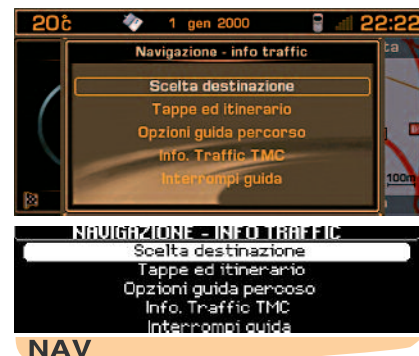 20c 1 gen 2000 22:22
Navigazione - info traffic
Scelta destinazione
Tappe ed itinerario
Opzioni guida percorso
Info. Traffic TMC
Interrompi guida
100m
NAVIGAZIONE - INFO TRAFFIC
Scelta destinazione
Tappe ed itinerario
Opzioni guida percoso
Info. Traffic TMC
Interrompi guida
NAV